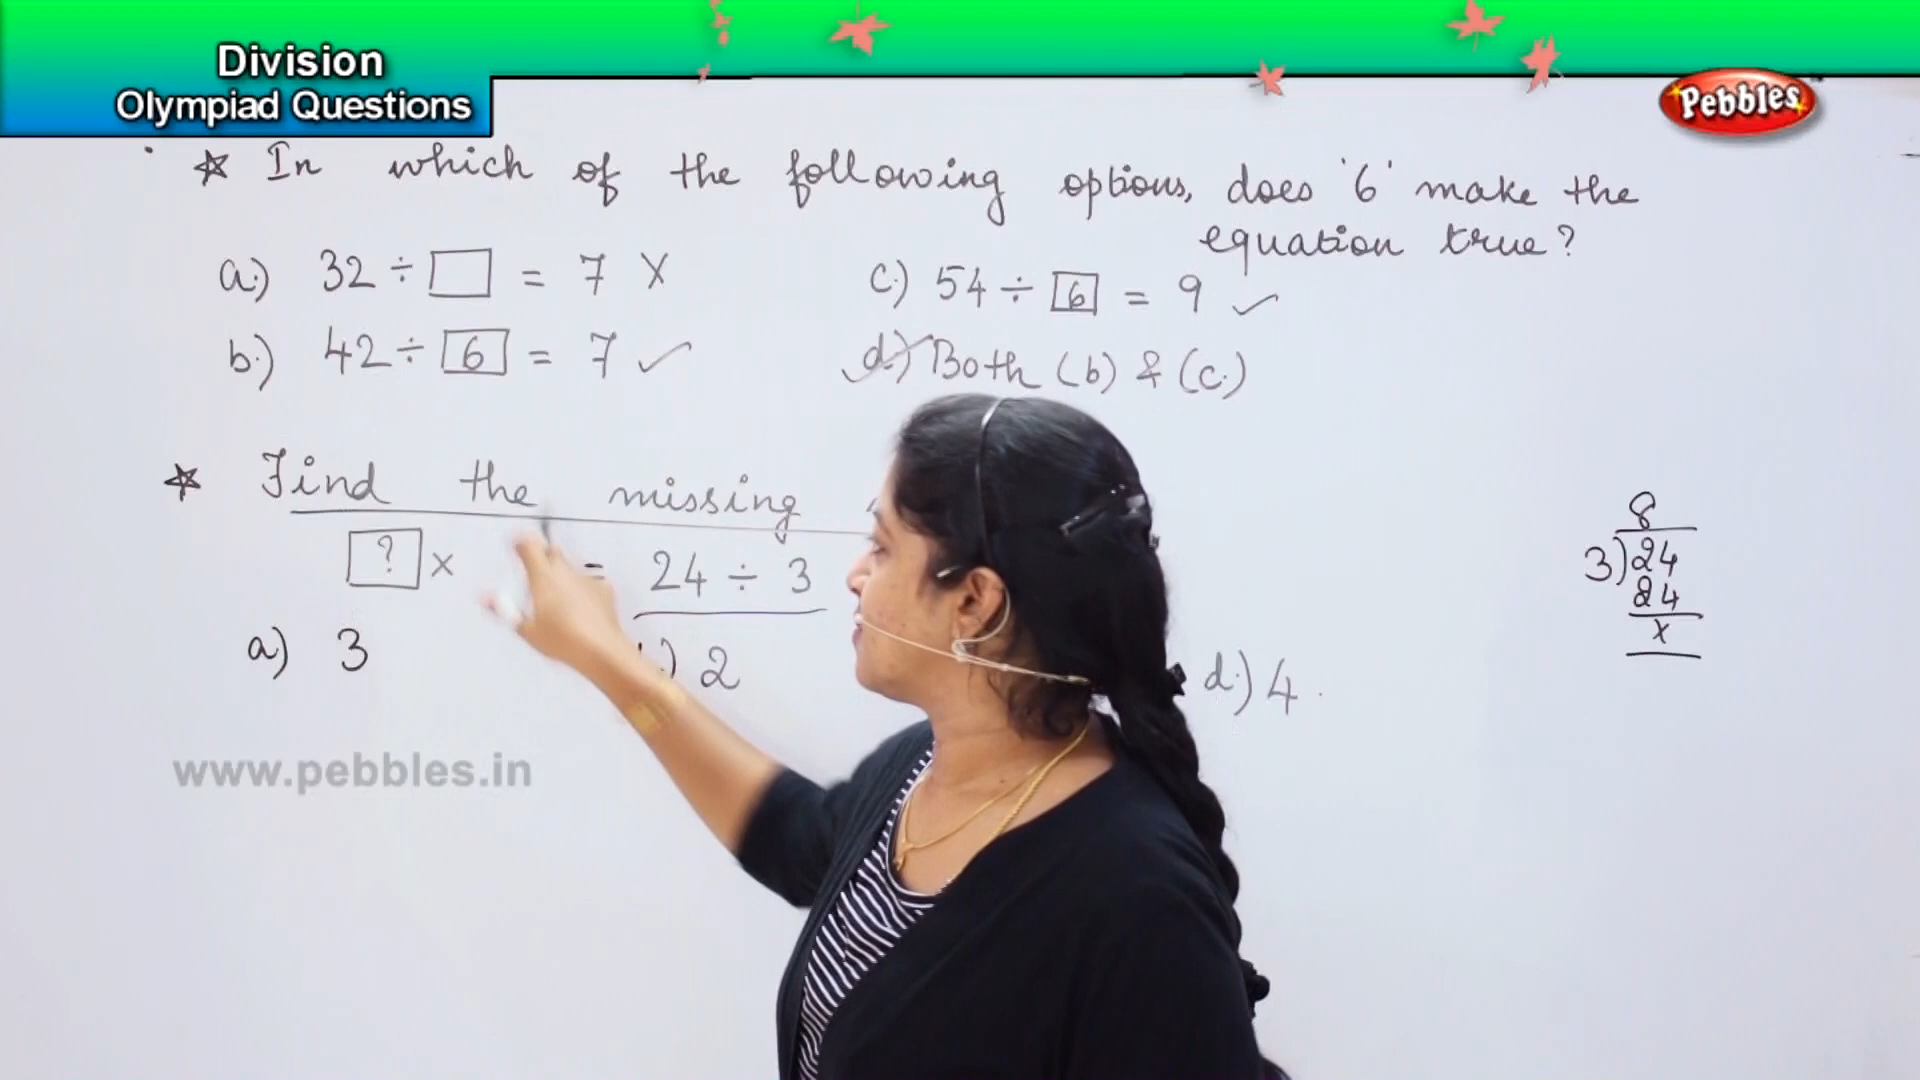 Division
Olympiad Questions
Pebbles
☆ In which of the following options, does '6' make the
equation true?
a.) 32 ÷ □ = 7 X
c.) 54 ÷ 6 = 9 ✓
b.) 42 ÷ 6 = 7 ✓
d.) Both (b) & (c.)
☆ Find the missing
? × = 24 ÷ 3
a) 3
) 2
d.) 4.
8
3)24
24
x
www.pebbles.in